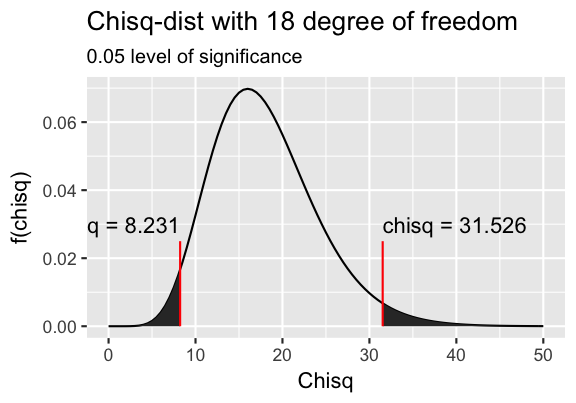 Chisq-dist with 18 degree of freedom
0.05 level of significance
f(chisq)
0.06
0.04
0.02
0.00
q = 8.231
chisq = 31.526
0 10 20 30 40 50
Chisq